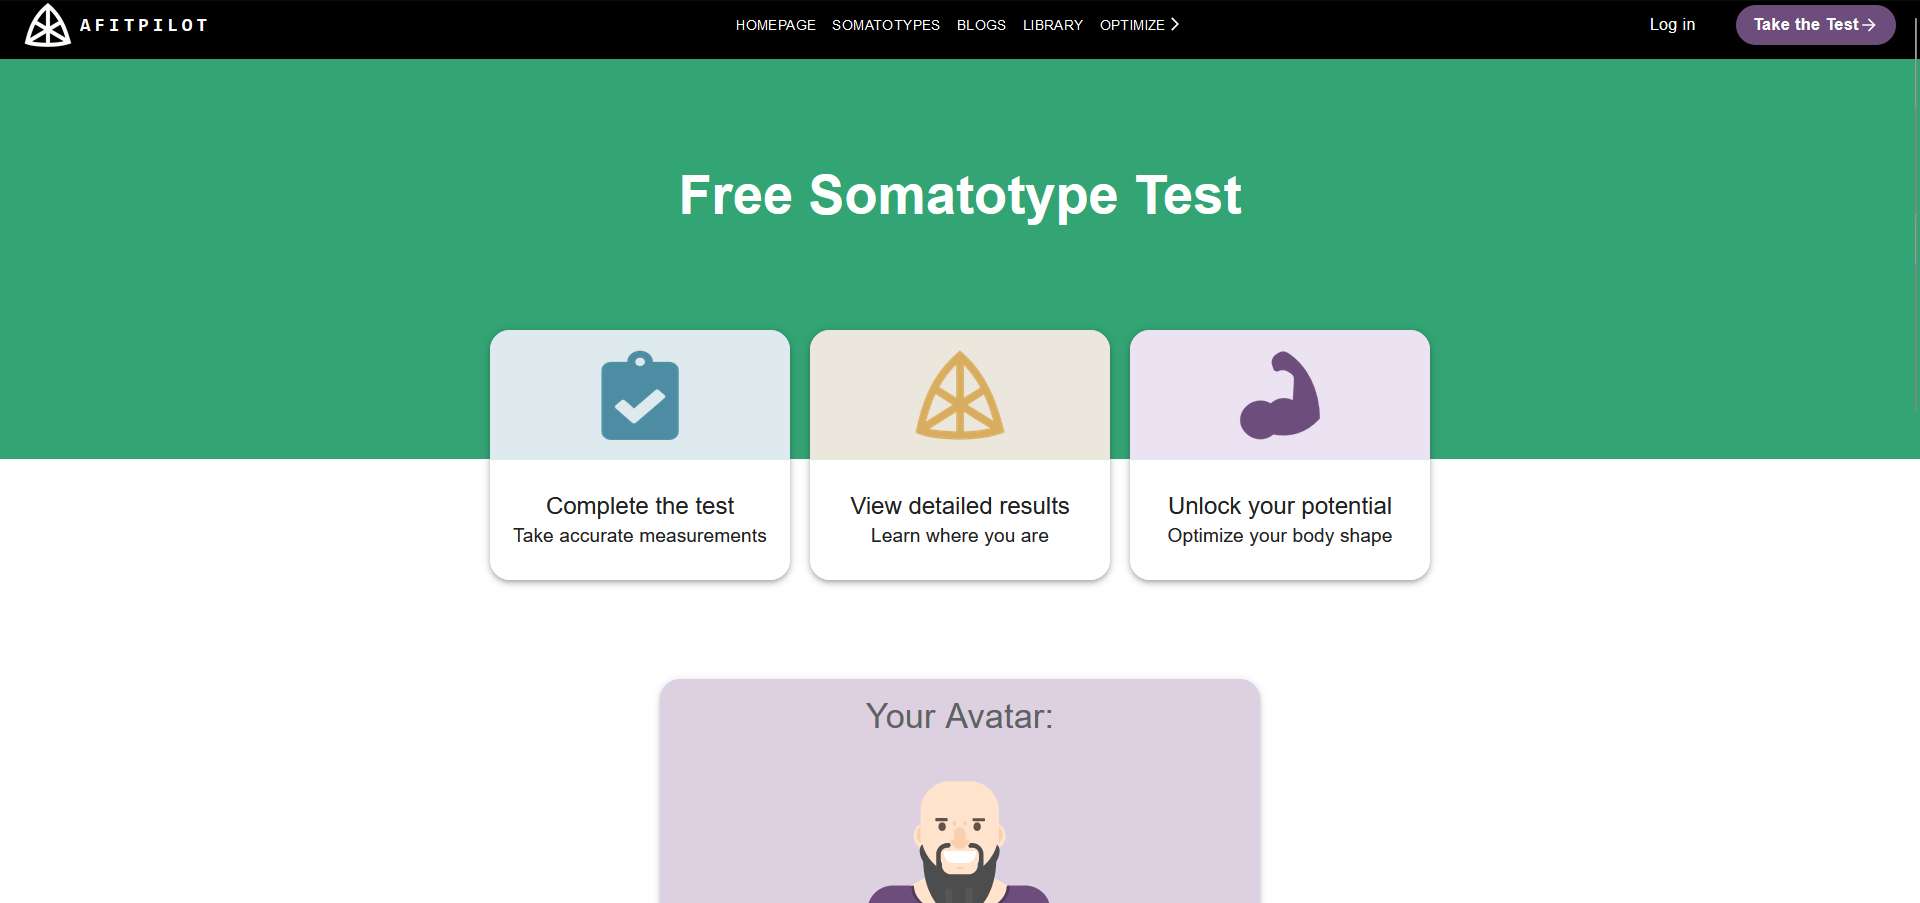 AFITPILOT
HOMEPAGE SOMATOTYPES BLOGS LIBRARY OPTIMIZE
Log in
Take the Test
Free Somatotype Test
Complete the test
Take accurate measurements
View detailed results
Learn where you are
Unlock your potential
Optimize your body shape
Your Avatar: